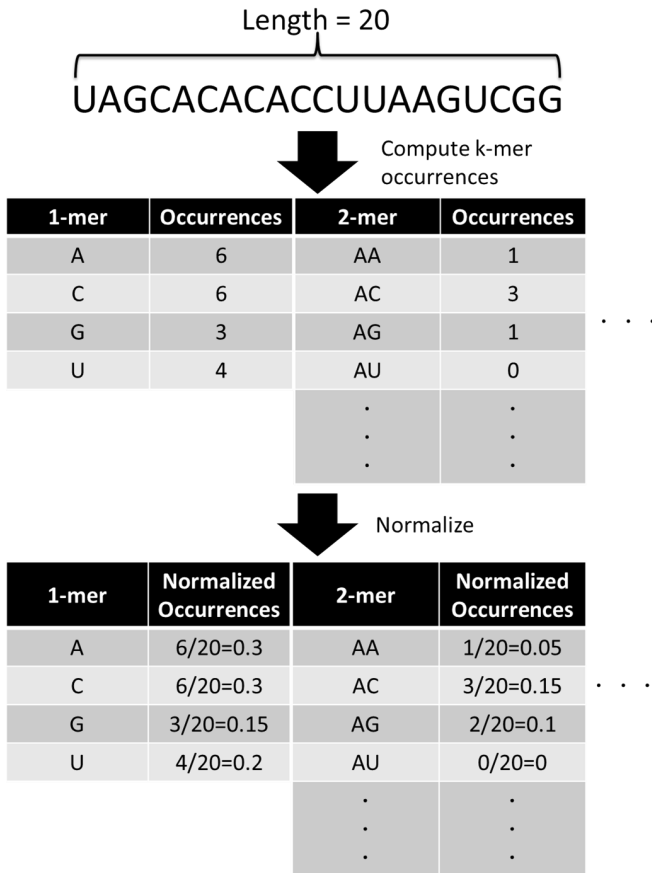 Length = 20
UAGCACACACCUUAAGUCGG
Compute k-mer
occurrences
1-mer Occurrences 2-mer Occurrences
A 6 AA 1
C 6 AC 3
G 3 AG 1
U 4 AU 0
. . .
. .
. .
. .
Normalize
1-mer Normalized Occurrences 2-mer Normalized Occurrences
A 6/20=0.3 AA 1/20=0.05
C 6/20=0.3 AC 3/20=0.15
. . .
G 3/20=0.15 AG 2/20=0.1
U 4/20=0.2 AU 0/20=0
. .
. .
. .